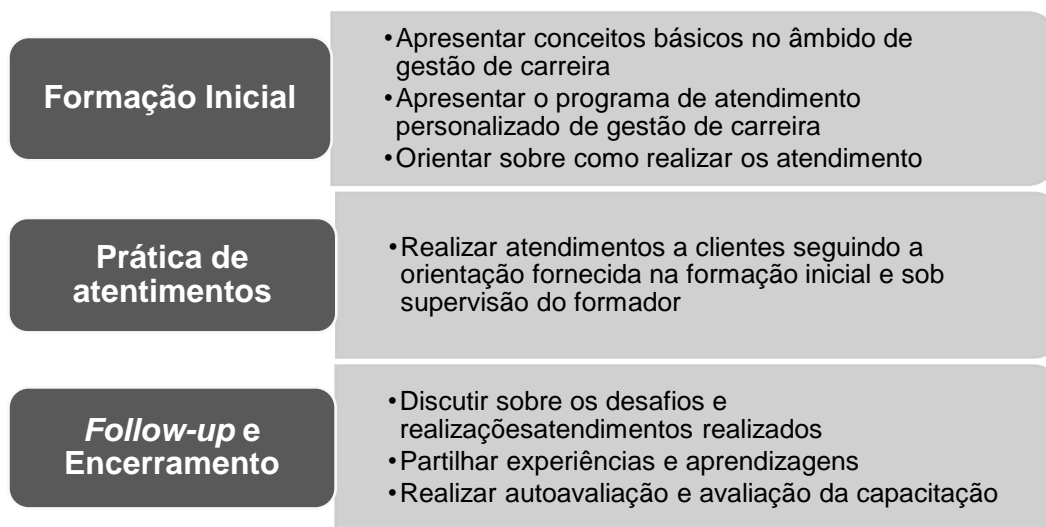 Formação Inicial
•Apresentar conceitos básicos no âmbido de
gestão de carreira
•Apresentar o programa de atendimento
personalizado de gestão de carreira
•Orientar sobre como realizar os atendimento
Prática de
atentimentos
•Realizar atendimentos a clientes seguindo a
orientação fornecida na formação inicial e sob
supervisão do formador
Follow-up e
Encerramento
•Discutir sobre os desafios e
realizaçõesatendimentos realizados
•Partilhar experiências e aprendizagens
•Realizar autoavaliação e avaliação da capacitação